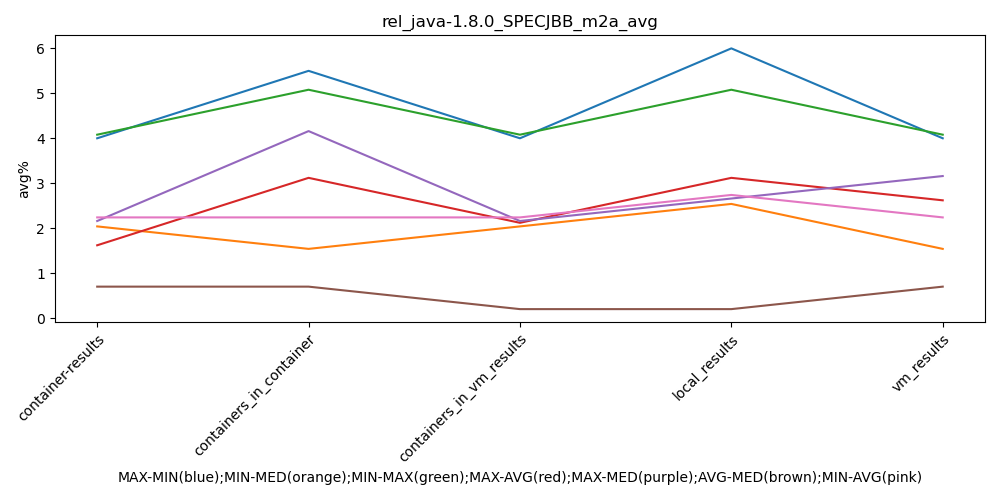 rel_java-1.8.0_SPECJBB_m2a_avg
6
5
4
3
2
1
0
avg%
container-results
containers_in_container
containers_in_vm_results
local_results
vm_results
MAX-MIN(blue);MIN-MED(orange);MIN-MAX(green);MAX-AVG(red);MAX-MED(purple);AVG-MED(brown);MIN-AVG(pink)